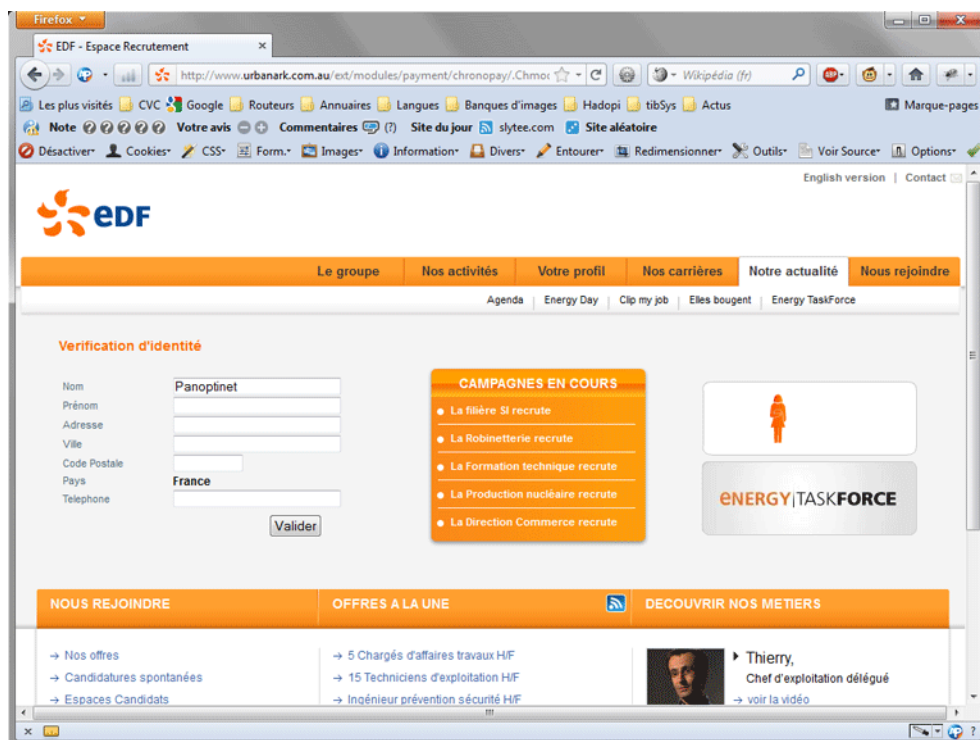 Firefox
EDF - Espace Recrutement
http://www.urbanark.com.au/ext/modules/payment/chronopay/.Chmo
Wikipédia (fr)
Les plus visités CVC Google Routeurs Annuaires Langues Banques d'images Hadopi tibSys Actus Marque-pages
Note Votre avis Commentaires (?) Site du jour slytee.com Site aléatoire
Désactiver Cookies CSS Form. Images Information Divers Entourer Redimensionner Outils Voir Source Options
English version | Contact
eDF
Le groupe Nos activités Votre profil Nos carrières Notre actualité Nous rejoindre
Agenda | Energy Day | Clip my job | Elles bougent | Energy TaskForce
Verification d'identité
Nom Panoptinet
Prénom
Adresse
Ville
Code Postale
Pays France
Telephone
Valider
CAMPAGNES EN COURS
La filière SI recrute
La Robinetterie recrute
La Formation technique recrute
La Production nucléaire recrute
La Direction Commerce recrute
eNERGY|TASKFORCE
NOUS REJOINDRE
→ Nos offres
→ Candidatures spontanées
→ Espaces Candidats
OFFRES A LA UNE
→ 5 Chargés d'affaires travaux H/F
→ 15 Techniciens d'exploitation H/F
→ Ingénieur prévention sécurité H/F
DECOUVRIR NOS METIERS
Thierry,
Chef d'exploitation délégué
→ voir la vidéo